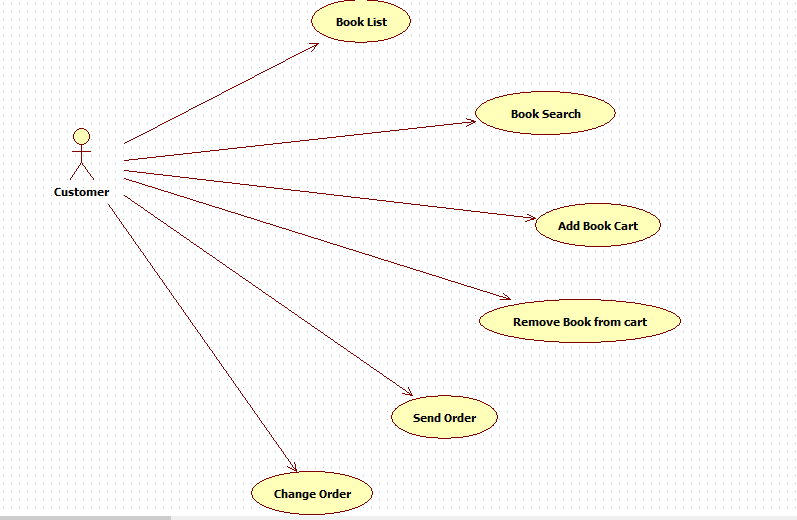 Book List
Book Search
Customer
Add Book Cart
Remove Book from cart
Send Order
Change Order